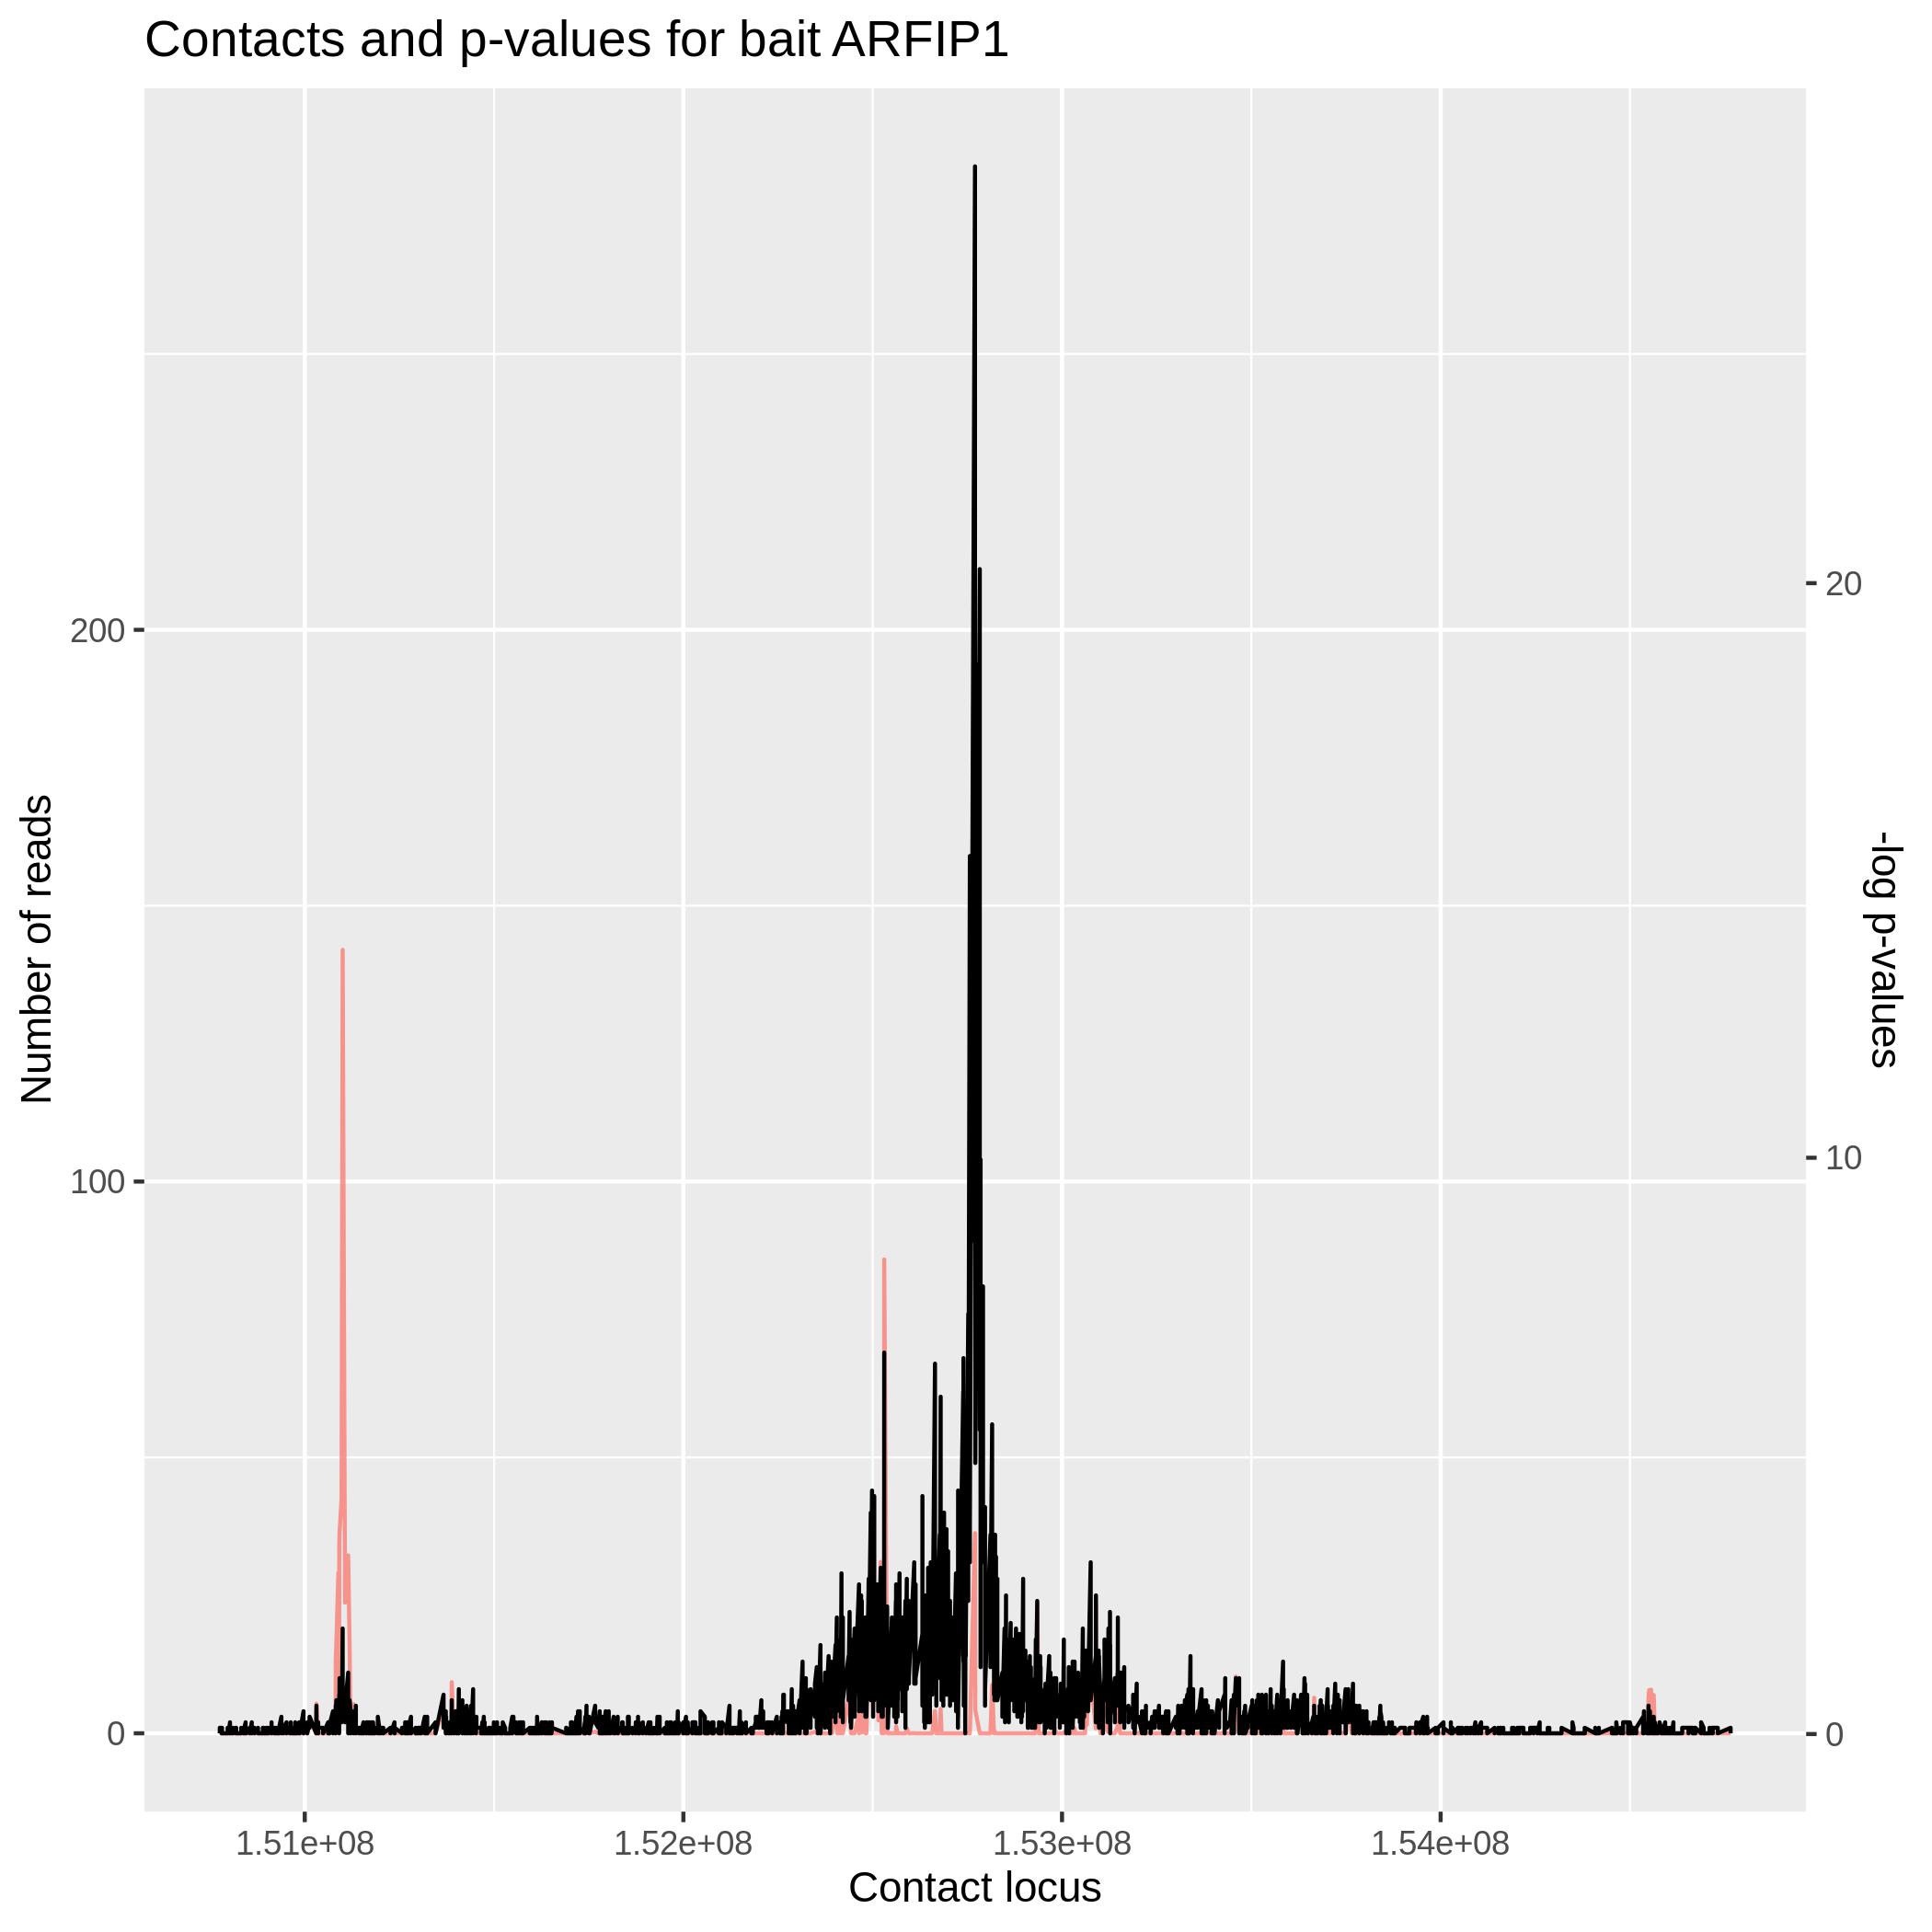 Contacts and p-values for bait ARFIP1
Number of reads
200
100
0
20
10
0
-log p-values
1.51e+08
1.52e+08
1.53e+08
1.54e+08
Contact locus